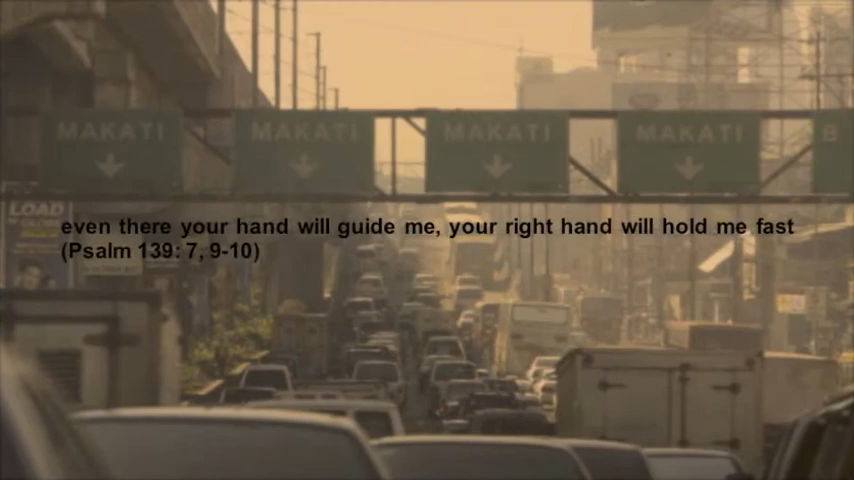 MAKATI MAKATI MAKATI MAKATI B
LOAD
even there your hand will guide me, your right hand will hold me fast
(Psalm 139: 7, 9-10)